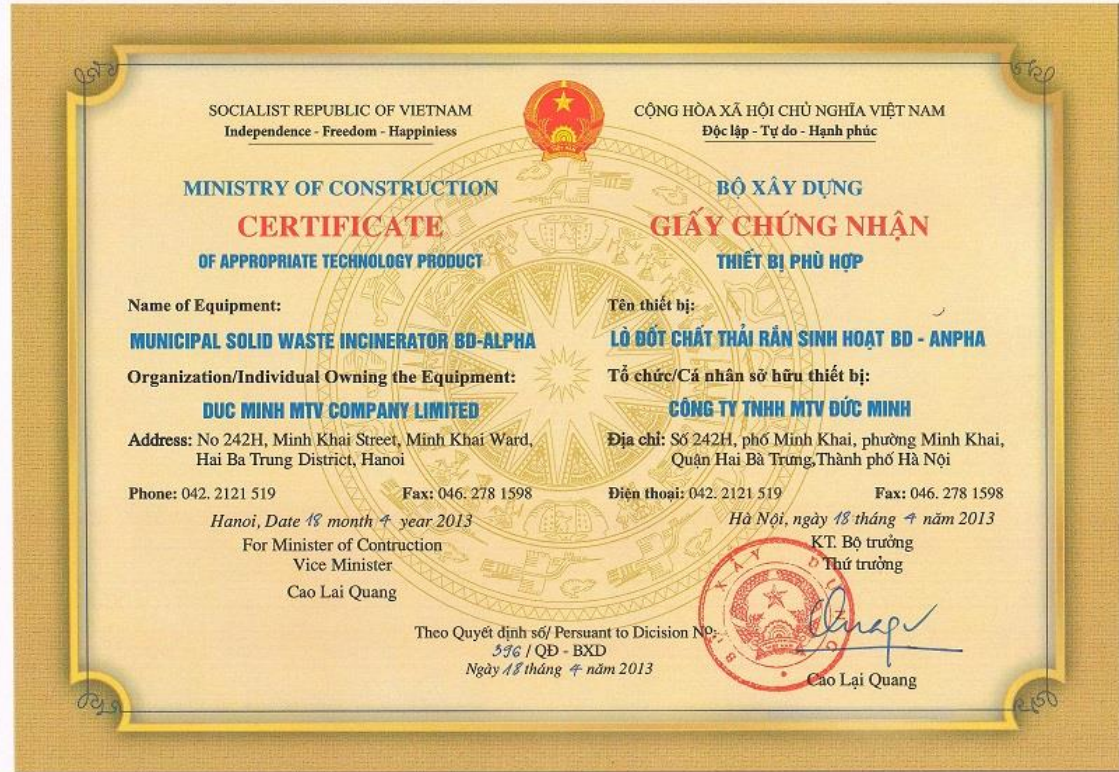 SOCIALIST REPUBLIC OF VIETNAM
Independence - Freedom - Happiniess
MINISTRY OF CONSTRUCTION
CERTIFICATE
OF APPROPRIATE TECHNOLOGY PRODUCT
Name of Equipment:
MUNICIPAL SOLID WASTE INCINERATOR BD-ALPHA
Organization/Individual Owning the Equipment:
DUC MINH MTV COMPANY LIMITED
Address: No 242H, Minh Khai Street, Minh Khai Ward,
Hai Ba Trung District, Hanoi
Phone: 042. 2121 519 Fax: 046. 278 1598
Hanoi, Date 18 month 4 year 2013
For Minister of Contruction
Vice Minister
Cao Lai Quang
CỘNG HÒA XÃ HỘI CHỦ NGHĨA VIỆT NAM
Độc lập - Tự do - Hạnh phúc
BỘ XÂY DỰNG
GIẤY CHỨNG NHẬN
THIẾT BỊ PHÙ HỢP
Tên thiết bị:
LÒ ĐỐT CHẤT THẢI RẮN SINH HOẠT BD - ANPHA
Tổ chức/Cá nhân sở hữu thiết bị:
CÔNG TY TNHH MTV ĐỨC MINH
Địa chỉ: Số 242H, phố Minh Khai, phường Minh Khai,
Quận Hai Bà Trưng,Thành phố Hà Nội
Điện thoại: 042. 2121 519 Fax: 046. 278 1598
Hà Nội, ngày 18 tháng 4 năm 2013
KT. Bộ trưởng
Thứ trưởng
BỘ XÂY DỰNG
Quang
Cao Lại Quang
Theo Quyết định số/ Persuant to Dicision Nº:
396 / QĐ - BXD
Ngày 18 tháng 4 năm 2013